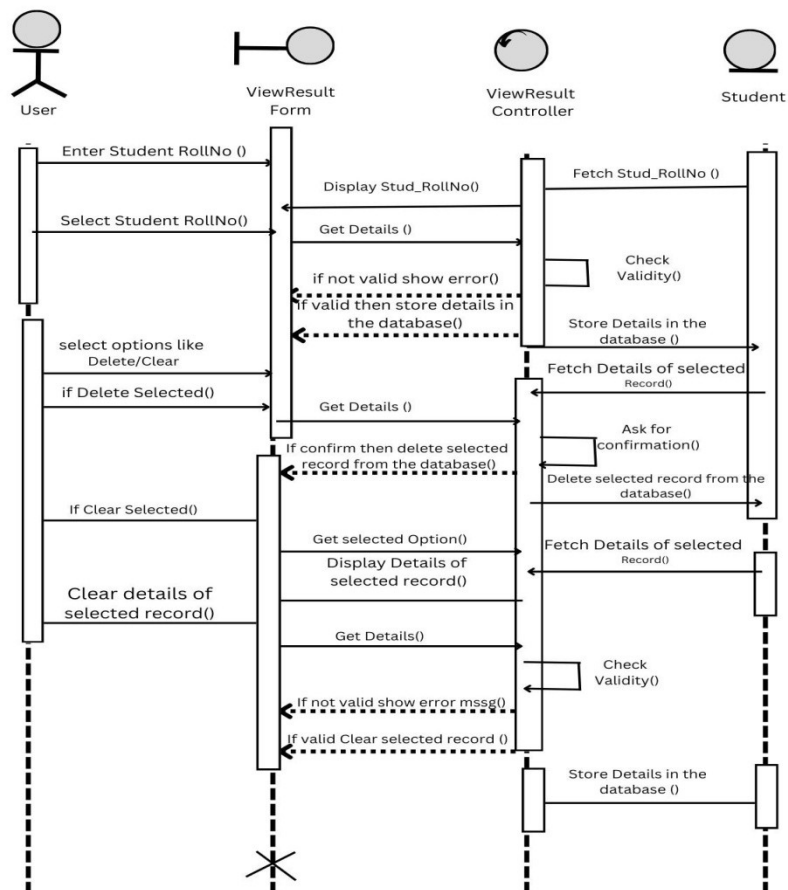 User
ViewResult
Form
ViewResult
Controller
Student
Enter Student RollNo ()
Fetch Stud_RollNo ()
Display Stud_RollNo()
Select Student RollNo()
Get Details ()
Check
Validity()
if not valid show error()
If valid then store details in
the database()
Store Details in the
database ()
select options like
Delete/Clear
Fetch Details of selected
Record()
if Delete Selected()
Get Details ()
Ask for
confirmation()
If confirm then delete selected
record from the database()
Delete selected record from the
database()
If Clear Selected()
Get selected Option()
Fetch Details of selected
Record()
Display Details of
selected record()
Clear details of
selected record()
Get Details()
Check
Validity()
If not valid show error mssg()
If valid Clear selected record ()
Store Details in the
database ()